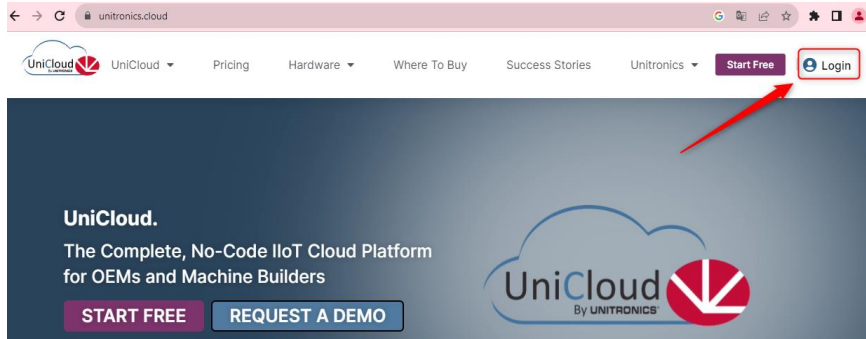 unitronics.cloud
UniCloud
By UNITRONICS
UniCloud Pricing Hardware Where To Buy Success Stories Unitronics Start Free Login
UniCloud.
The Complete, No-Code IIoT Cloud Platform
for OEMs and Machine Builders
START FREE REQUEST A DEMO
UniCloud
By UNITRONICS